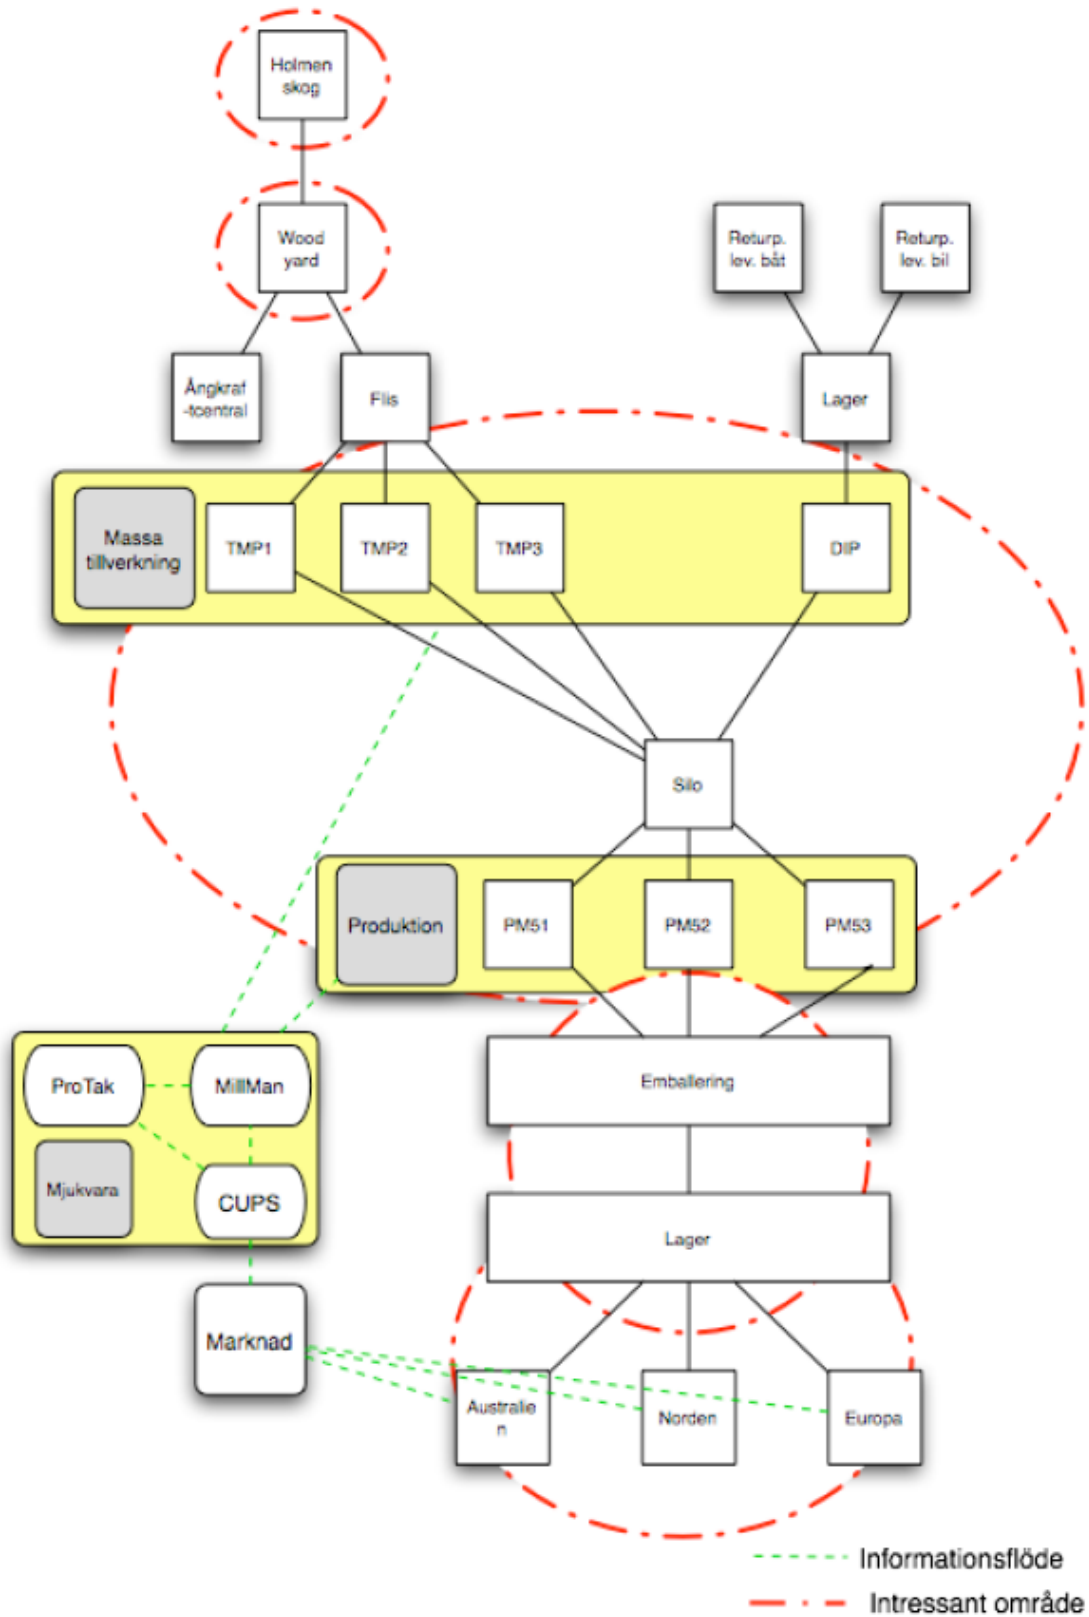 Holmen
skog
Wood
yard
Returp.
lev. båt
Returp.
lev. bil
Ångkraf
-tcentral
Flis
Lager
Massa
tillverkning
TMP1
TMP2
TMP3
DIP
Silo
Produktion
PM51
PM52
PM53
ProTak
MillMan
Emballering
Mjukvara
CUPS
Lager
Marknad
Australie
n
Norden
Europa
Informationsflöde
Intressant område